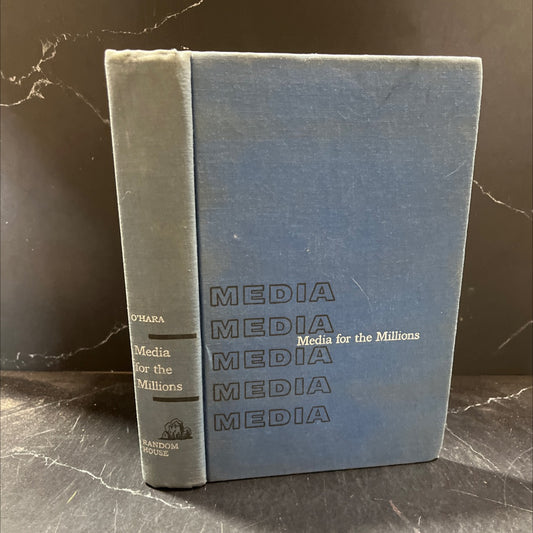 O'HARA
Media
for the
Millions
RANDOM
HOUSE
MEDIA
MEDIA
Media for the Millions
MEDIA
MEDIA
MEDIA